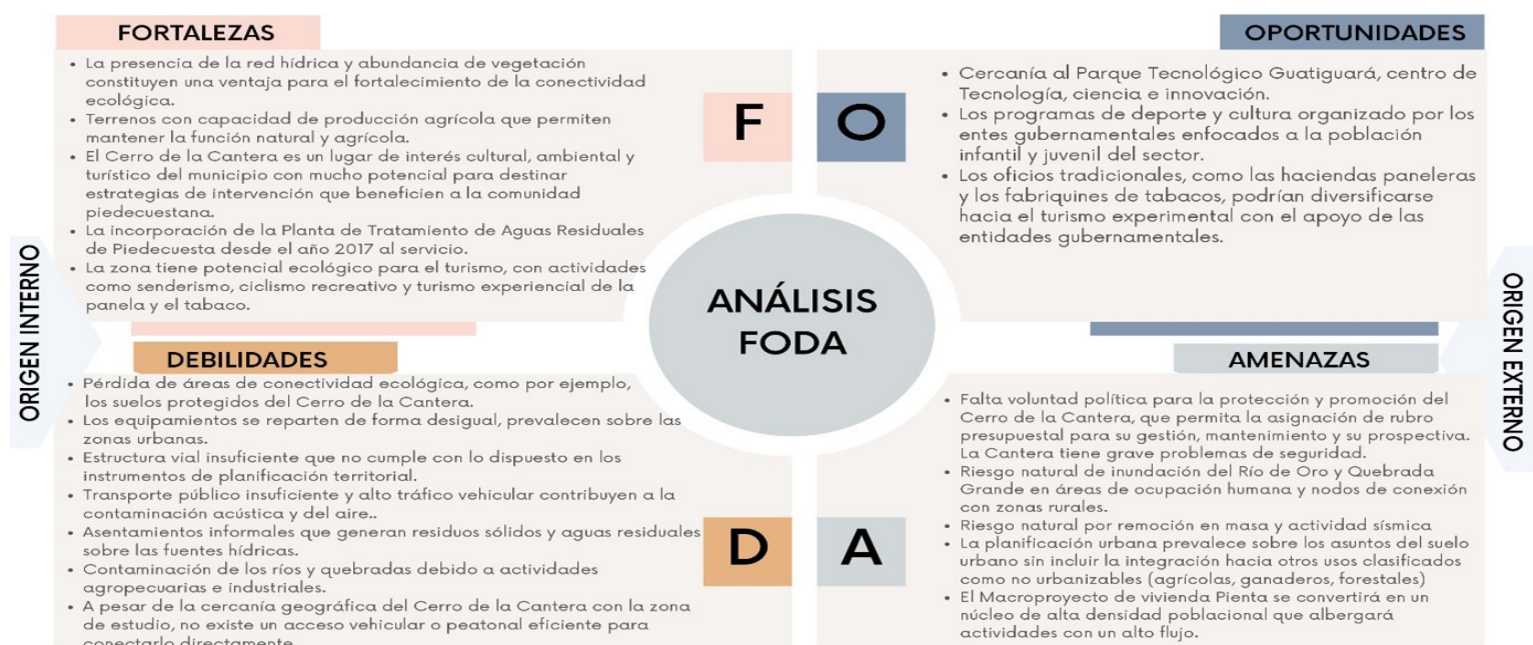 FORTALEZAS
• La presencia de la red hídrica y abundancia de vegetación
constituyen una ventaja para el fortalecimiento de la conectividad
ecológica.
• Terrenos con capacidad de producción agrícola que permiten
mantener la función natural y agrícola.
• El Cerro de la Cantera es un lugar de interés cultural, ambiental y
turístico del municipio con mucho potencial para destinar
estrategias de intervención que beneficien a la comunidad
piedecuestana.
• La incorporación de la Planta de Tratamiento de Aguas Residuales
de Piedecuesta desde el año 2017 al servicio.
• La zona tiene potencial ecológico para el turismo, con actividades
como senderismo, ciclismo recreativo y turismo experiencial de la
panela y el tabaco.
F
O
OPORTUNIDADES
• Cercanía al Parque Tecnológico Guatiguará, centro de
Tecnología, ciencia e innovación.
• Los programas de deporte y cultura organizado por los
entes gubernamentales enfocados a la población
infantil y juvenil del sector.
• Los oficios tradicionales, como las haciendas paneleras
y los fabriquines de tabacos, podrían diversificarse
hacia el turismo experimental con el apoyo de las
entidades gubernamentales.
ORIGEN INTERNO
ANÁLISIS
FODA
ORIGEN EXTERNO
DEBILIDADES
• Pérdida de áreas de conectividad ecológica, como por ejemplo,
los suelos protegidos del Cerro de la Cantera.
• Los equipamientos se reparten de forma desigual, prevalecen sobre las
zonas urbanas.
• Estructura vial insuficiente que no cumple con lo dispuesto en los
instrumentos de planificación territorial.
• Transporte público insuficiente y alto tráfico vehicular contribuyen a la
contaminación acústica y del aire..
• Asentamientos informales que generan residuos sólidos y aguas residuales
sobre las fuentes hídricas.
• Contaminación de los ríos y quebradas debido a actividades
agropecuarias e industriales.
• A pesar de la cercanía geográfica del Cerro de la Cantera con la zona
de estudio, no existe un acceso vehicular o peatonal eficiente para
conectarlo directamente
D
A
AMENAZAS
• Falta voluntad política para la protección y promoción del
Cerro de la Cantera, que permita la asignación de rubro
presupuestal para su gestión, mantenimiento y su prospectiva.
La Cantera tiene grave problemas de seguridad.
• Riesgo natural de inundación del Río de Oro y Quebrada
Grande en áreas de ocupación humana y nodos de conexión
con zonas rurales.
• Riesgo natural por remoción en masa y actividad sísmica
• La planificación urbana prevalece sobre los asuntos del suelo
urbano sin incluir la integración hacia otros usos clasificados
como no urbanizables (agrícolas, ganaderos, forestales)
• El Macroproyecto de vivienda Pienta se convertirá en un
núcleo de alta densidad poblacional que albergará
actividades con un alto flujo.